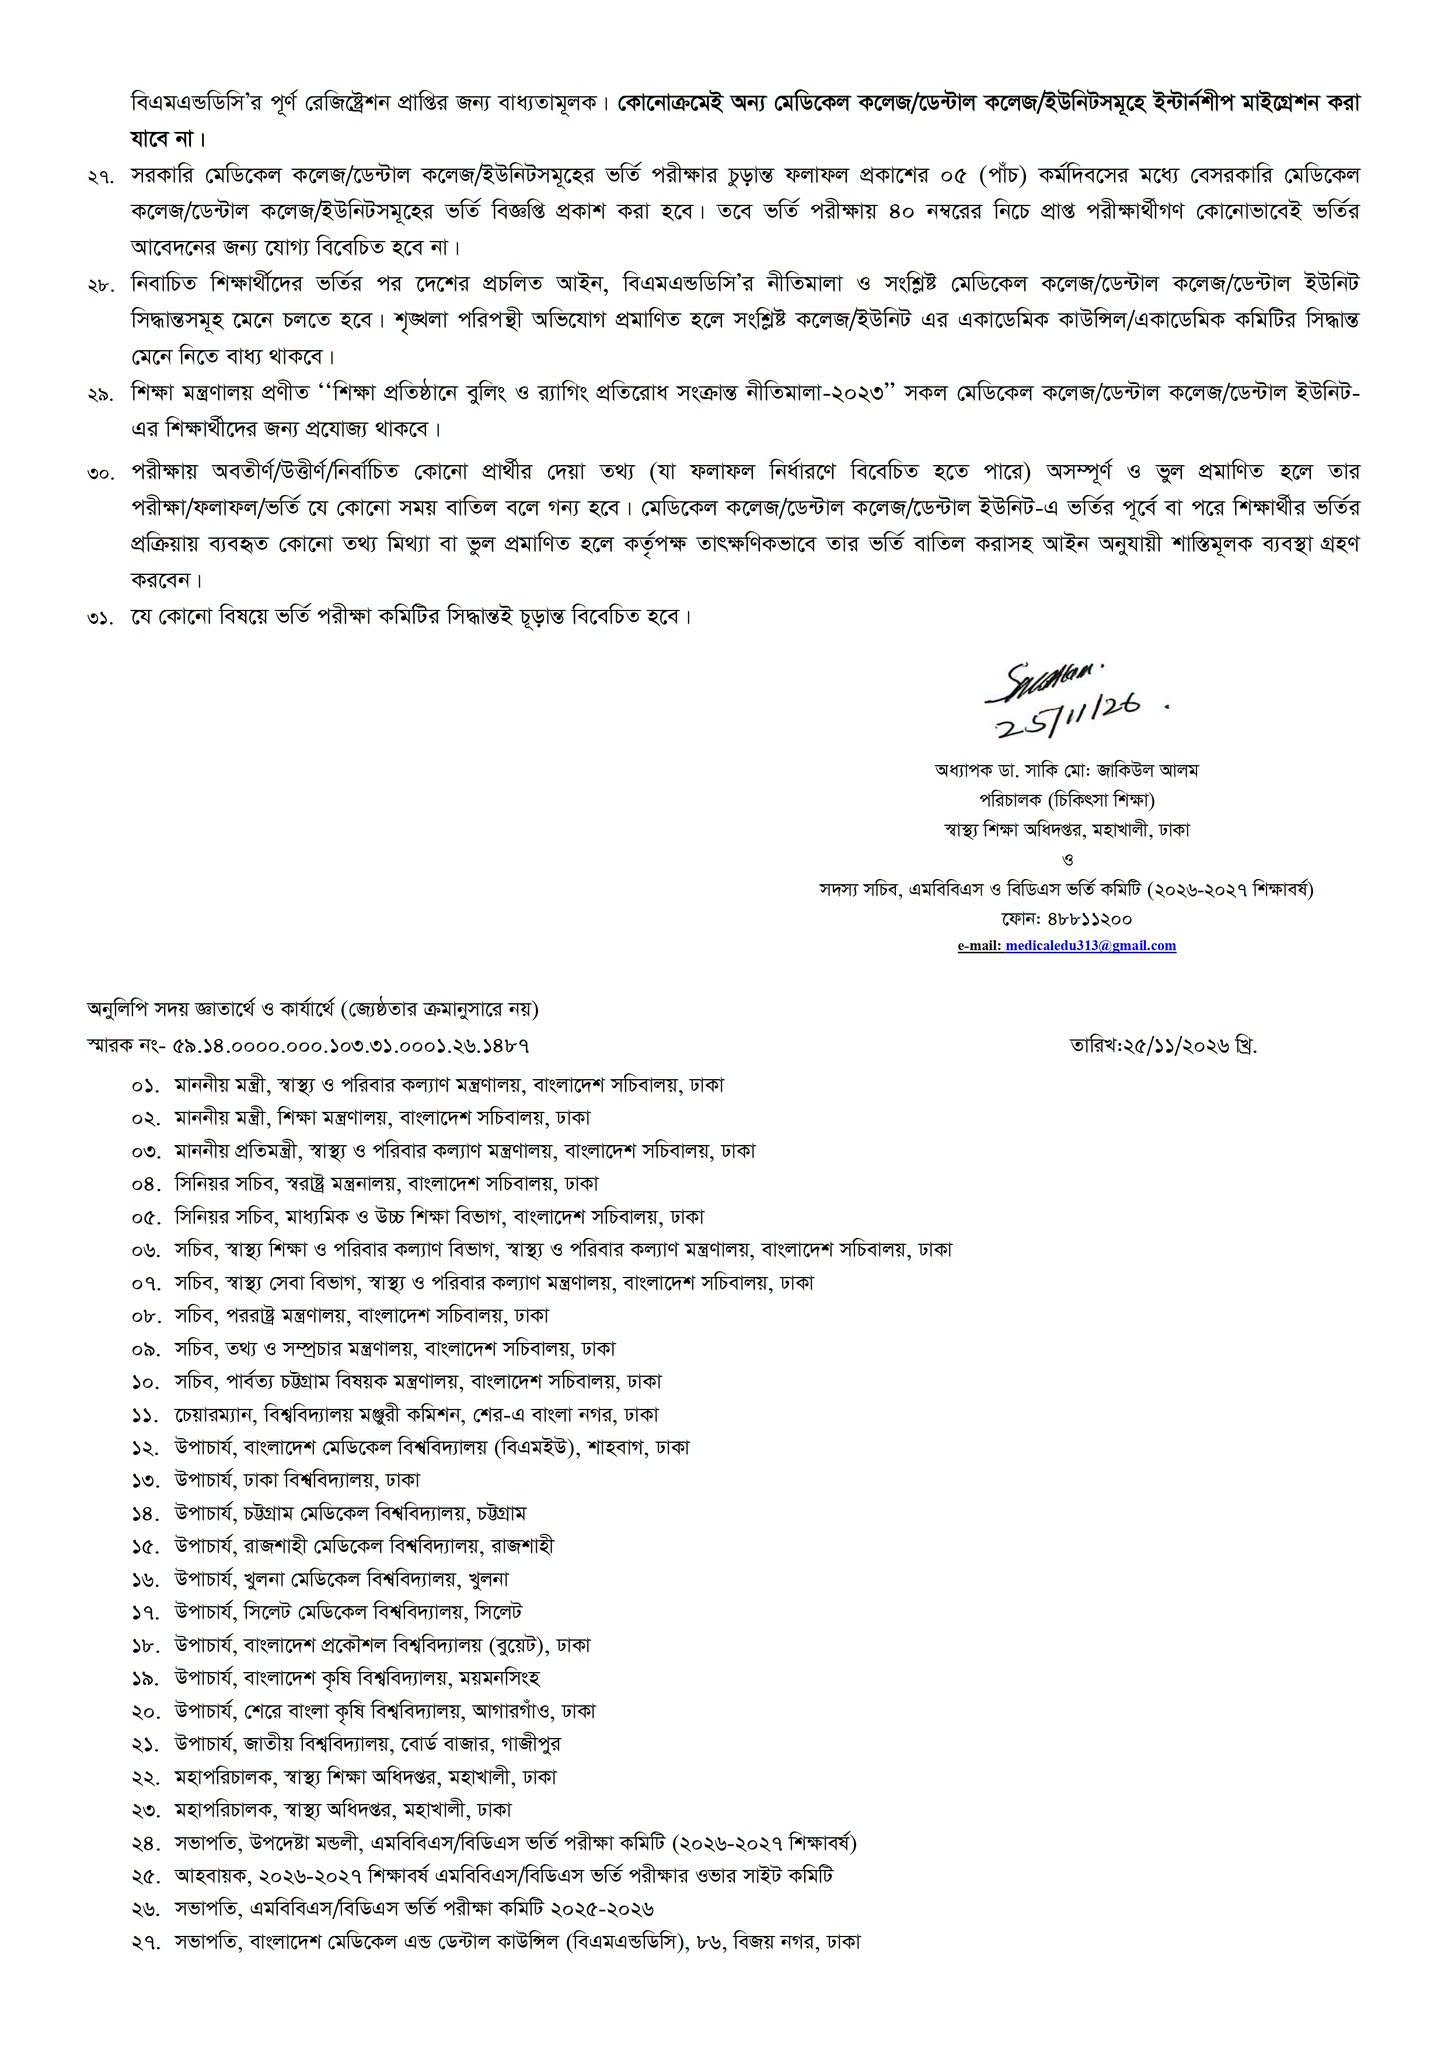 বিএমএন্ডডিসি’র পূর্ণ রেজিষ্ট্রেশন প্রাপ্তির জন্য বাধ্যতামূলক। কোনোক্রমেই অন্য মেডিকেল কলেজ/ডেন্টাল কলেজ/ইউনিটসমূহে ইন্টার্নশীপ মাইগ্রেশন করা
যাবে না।
২৭. সরকারি মেডিকেল কলেজ/ডেন্টাল কলেজ/ইউনিটসমূহের ভর্তি পরীক্ষার চুড়ান্ত ফলাফল প্রকাশের ০৫ (পাঁচ) কর্মদিবসের মধ্যে বেসরকারি মেডিকেল
কলেজ/ডেন্টাল কলেজ/ইউনিটসমূহের ভর্তি বিজ্ঞপ্তি প্রকাশ করা হবে। তবে ভর্তি পরীক্ষায় ৪০ নম্বরের নিচে প্রাপ্ত পরীক্ষার্থীগণ কোনোভাবেই ভর্তির
আবেদনের জন্য যোগ্য বিবেচিত হবে না।
২৮. নিবাচিত শিক্ষার্থীদের ভর্তির পর দেশের প্রচলিত আইন, বিএমএন্ডডিসি’র নীতিমালা ও সংশ্লিষ্ট মেডিকেল কলেজ/ডেন্টাল কলেজ/ডেন্টাল ইউনিট
সিদ্ধান্তসমূহ মেনে চলতে হবে। শৃঙ্খলা পরিপন্থী অভিযোগ প্রমাণিত হলে সংশ্লিষ্ট কলেজ/ইউনিট এর একাডেমিক কাউন্সিল/একাডেমিক কমিটির সিদ্ধান্ত
মেনে নিতে বাধ্য থাকবে।
২৯. শিক্ষা মন্ত্রণালয় প্রণীত ‘‘শিক্ষা প্রতিষ্ঠানে বুলিং ও র‍্যাগিং প্রতিরোধ সংক্রান্ত নীতিমালা-২০২৩’’ সকল মেডিকেল কলেজ/ডেন্টাল কলেজ/ডেন্টাল ইউনিট-
এর শিক্ষার্থীদের জন্য প্রযোজ্য থাকবে।
৩০. পরীক্ষায় অবতীর্ণ/উত্তীর্ণ/নির্বাচিত কোনো প্রার্থীর দেয়া তথ্য (যা ফলাফল নির্ধারণে বিবেচিত হতে পারে) অসম্পূর্ণ ও ভুল প্রমাণিত হলে তার
পরীক্ষা/ফলাফল/ভর্তি যে কোনো সময় বাতিল বলে গন্য হবে। মেডিকেল কলেজ/ডেন্টাল কলেজ/ডেন্টাল ইউনিট-এ ভর্তির পূর্বে বা পরে শিক্ষার্থীর ভর্তির
প্রক্রিয়ায় ব্যবহৃত কোনো তথ্য মিথ্যা বা ভুল প্রমাণিত হলে কর্তৃপক্ষ তাৎক্ষণিকভাবে তার ভর্তি বাতিল করাসহ আইন অনুযায়ী শাস্তিমূলক ব্যবস্থা গ্রহণ
করবেন।
৩১. যে কোনো বিষয়ে ভর্তি পরীক্ষা কমিটির সিদ্ধান্তই চূড়ান্ত বিবেচিত হবে।
25/11/26
অধ্যাপক ডা. সাকি মো: জাকিউল আলম
পরিচালক (চিকিৎসা শিক্ষা)
স্বাস্থ্য শিক্ষা অধিদপ্তর, মহাখালী, ঢাকা
ও
সদস্য সচিব, এমবিবিএস ও বিডিএস ভর্তি কমিটি (২০২৬-২০২৭ শিক্ষাবর্ষ)
ফোন: ৪৮৮১১২০০
e-mail: medicaledu313@gmail.com
অনুলিপি সদয় জ্ঞাতার্থে ও কার্যার্থে (জ্যেষ্ঠতার ক্রমানুসারে নয়)
স্মারক নং- ৫৯.১৪.০০০০.০০০.১০৩.৩১.০০০১.২৬.১৪৮৭ তারিখ:২৫/১১/২০২৬ খ্রি.
০১. মাননীয় মন্ত্রী, স্বাস্থ্য ও পরিবার কল্যাণ মন্ত্রণালয়, বাংলাদেশ সচিবালয়, ঢাকা
০২. মাননীয় মন্ত্রী, শিক্ষা মন্ত্রণালয়, বাংলাদেশ সচিবালয়, ঢাকা
০৩. মাননীয় প্রতিমন্ত্রী, স্বাস্থ্য ও পরিবার কল্যাণ মন্ত্রণালয়, বাংলাদেশ সচিবালয়, ঢাকা
০৪. সিনিয়র সচিব, স্বরাষ্ট্র মন্ত্রনালয়, বাংলাদেশ সচিবালয়, ঢাকা
০৫. সিনিয়র সচিব, মাধ্যমিক ও উচ্চ শিক্ষা বিভাগ, বাংলাদেশ সচিবালয়, ঢাকা
০৬. সচিব, স্বাস্থ্য শিক্ষা ও পরিবার কল্যাণ বিভাগ, স্বাস্থ্য ও পরিবার কল্যাণ মন্ত্রণালয়, বাংলাদেশ সচিবালয়, ঢাকা
০৭. সচিব, স্বাস্থ্য সেবা বিভাগ, স্বাস্থ্য ও পরিবার কল্যাণ মন্ত্রণালয়, বাংলাদেশ সচিবালয়, ঢাকা
০৮. সচিব, পররাষ্ট্র মন্ত্রণালয়, বাংলাদেশ সচিবালয়, ঢাকা
০৯. সচিব, তথ্য ও সম্প্রচার মন্ত্রণালয়, বাংলাদেশ সচিবালয়, ঢাকা
১০. সচিব, পার্বত্য চট্টগ্রাম বিষয়ক মন্ত্রণালয়, বাংলাদেশ সচিবালয়, ঢাকা
১১. চেয়ারম্যান, বিশ্ববিদ্যালয় মঞ্জুরী কমিশন, শের-এ বাংলা নগর, ঢাকা
১২. উপাচার্য, বাংলাদেশ মেডিকেল বিশ্ববিদ্যালয় (বিএমইউ), শাহবাগ, ঢাকা
১৩. উপাচার্য, ঢাকা বিশ্ববিদ্যালয়, ঢাকা
১৪. উপাচার্য, চট্টগ্রাম মেডিকেল বিশ্ববিদ্যালয়, চট্টগ্রাম
১৫. উপাচার্য, রাজশাহী মেডিকেল বিশ্ববিদ্যালয়, রাজশাহী
১৬. উপাচার্য, খুলনা মেডিকেল বিশ্ববিদ্যালয়, খুলনা
১৭. উপাচার্য, সিলেট মেডিকেল বিশ্ববিদ্যালয়, সিলেট
১৮. উপাচার্য, বাংলাদেশ প্রকৌশল বিশ্ববিদ্যালয় (বুয়েট), ঢাকা
১৯. উপাচার্য, বাংলাদেশ কৃষি বিশ্ববিদ্যালয়, ময়মনসিংহ
২০. উপাচার্য, শেরে বাংলা কৃষি বিশ্ববিদ্যালয়, আগারগাঁও, ঢাকা
২১. উপাচার্য, জাতীয় বিশ্ববিদ্যালয়, বোর্ড বাজার, গাজীপুর
২২. মহাপরিচালক, স্বাস্থ্য শিক্ষা অধিদপ্তর, মহাখালী, ঢাকা
২৩. মহাপরিচালক, স্বাস্থ্য অধিদপ্তর, মহাখালী, ঢাকা
২৪. সভাপতি, উপদেষ্টা মন্ডলী, এমবিবিএস/বিডিএস ভর্তি পরীক্ষা কমিটি (২০২৬-২০২৭ শিক্ষাবর্ষ)
২৫. আহবায়ক, ২০২৬-২০২৭ শিক্ষাবর্ষ এমবিবিএস/বিডিএস ভর্তি পরীক্ষার ওভার সাইট কমিটি
২৬. সভাপতি, এমবিবিএস/বিডিএস ভর্তি পরীক্ষা কমিটি ২০২৫-২০২৬
২৭. সভাপতি, বাংলাদেশ মেডিকেল এন্ড ডেন্টাল কাউন্সিল (বিএমএন্ডডিসি), ৮৬, বিজয় নগর, ঢাকা